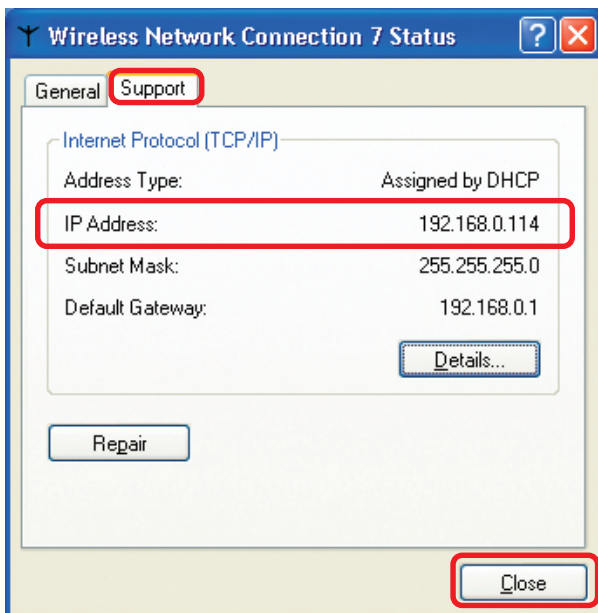 Wireless Network Connection 7 Status
General Support
Internet Protocol (TCP/IP)
Address Type: Assigned by DHCP
IP Address: 192.168.0.114
Subnet Mask: 255.255.255.0
Default Gateway: 192.168.0.1
Details...
Repair
Close